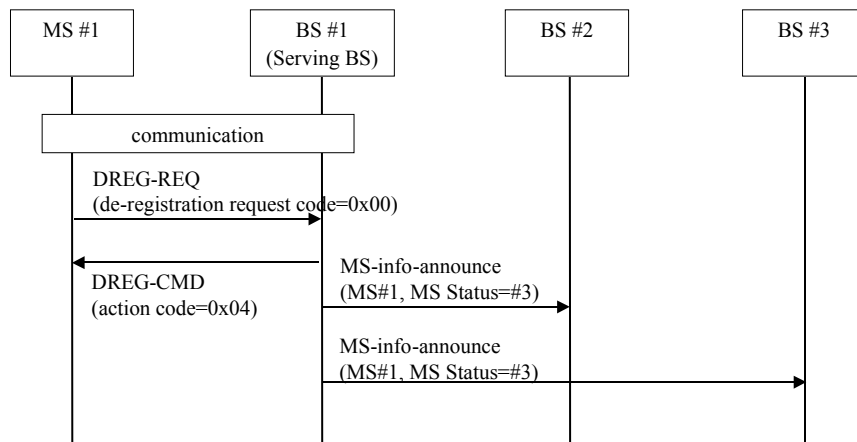 MS #1
BS #1
(Serving BS)
BS #2
BS #3
communication
DREG-REQ
(de-registration request code=0x00)
MS-info-announce
(MS#1, MS Status=#3)
DREG-CMD
(action code=0x04)
MS-info-announce
(MS#1, MS Status=#3)